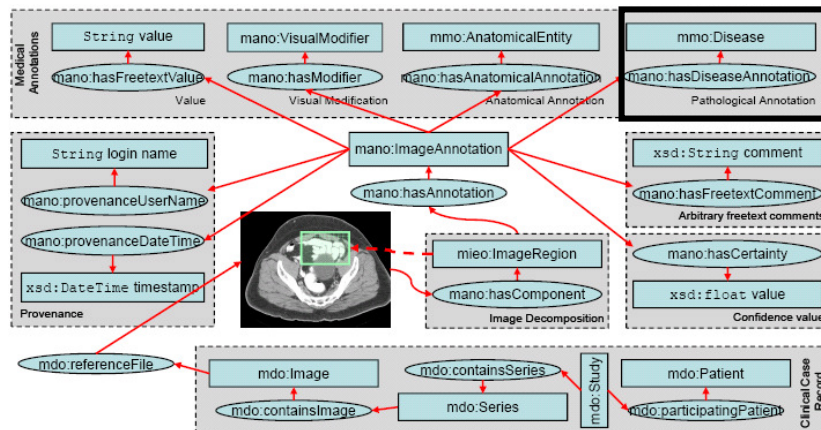 Medical
Annotations
String value
mano:VisualModifier
mmo:AnatomicalEntity
mmo:Disease
mano:hasFreetextValue
mano:hasModifier
mano:hasAnatomicalAnnotation
mano:hasDiseaseAnnotation
Value
Visual Modification
Anatomical Annotation
Pathological Annotation
String login name
mano:ImageAnnotation
xsd:String comment
mano:provenanceUserName
mano:hasAnnotation
mano:hasFreetextComment
Arbitrary freetext comments
mano:provenanceDateTime
mieo:ImageRegion
mano:hasCertainty
xsd:DateTime timestamp
mano:hasComponent
xsd:float value
Provenance
Image Decomposition
Confidence value
mdo:referenceFile
mdo:Image
mdo:containsSeries
mdo:Study
mdo:Patient
mdo:containsImage
mdo:Series
mdo:participatingPatient
Clinical Case
Record